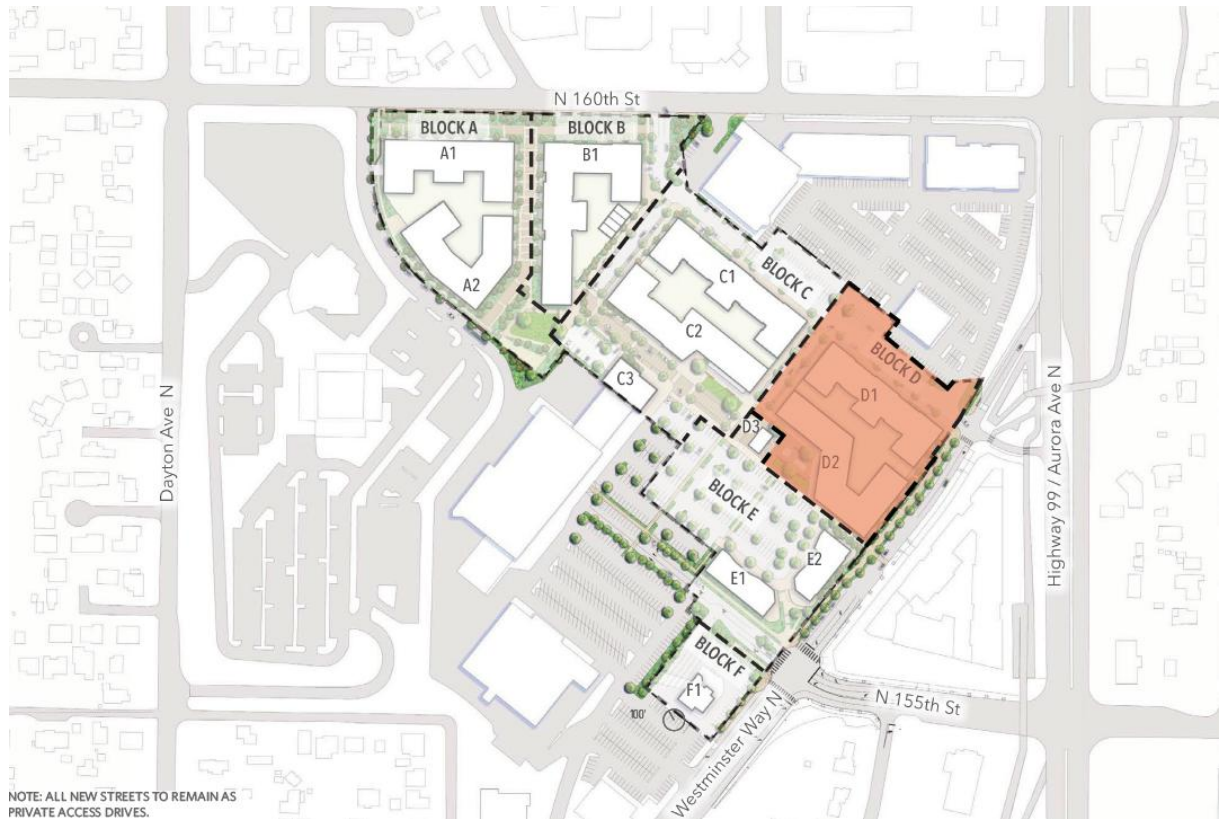 N 160th St
BLOCK A
BLOCK B
A1
B1
A2
C1
BLOCK C
C2
C3
BLOCK D
D1
D3
D2
BLOCK E
E1
E2
BLOCK F
F1
100'
Dayton Ave N
Highway 99 / Aurora Ave N
N 155th St
Westminster Way N
NOTE: ALL NEW STREETS TO REMAIN AS
PRIVATE ACCESS DRIVES.